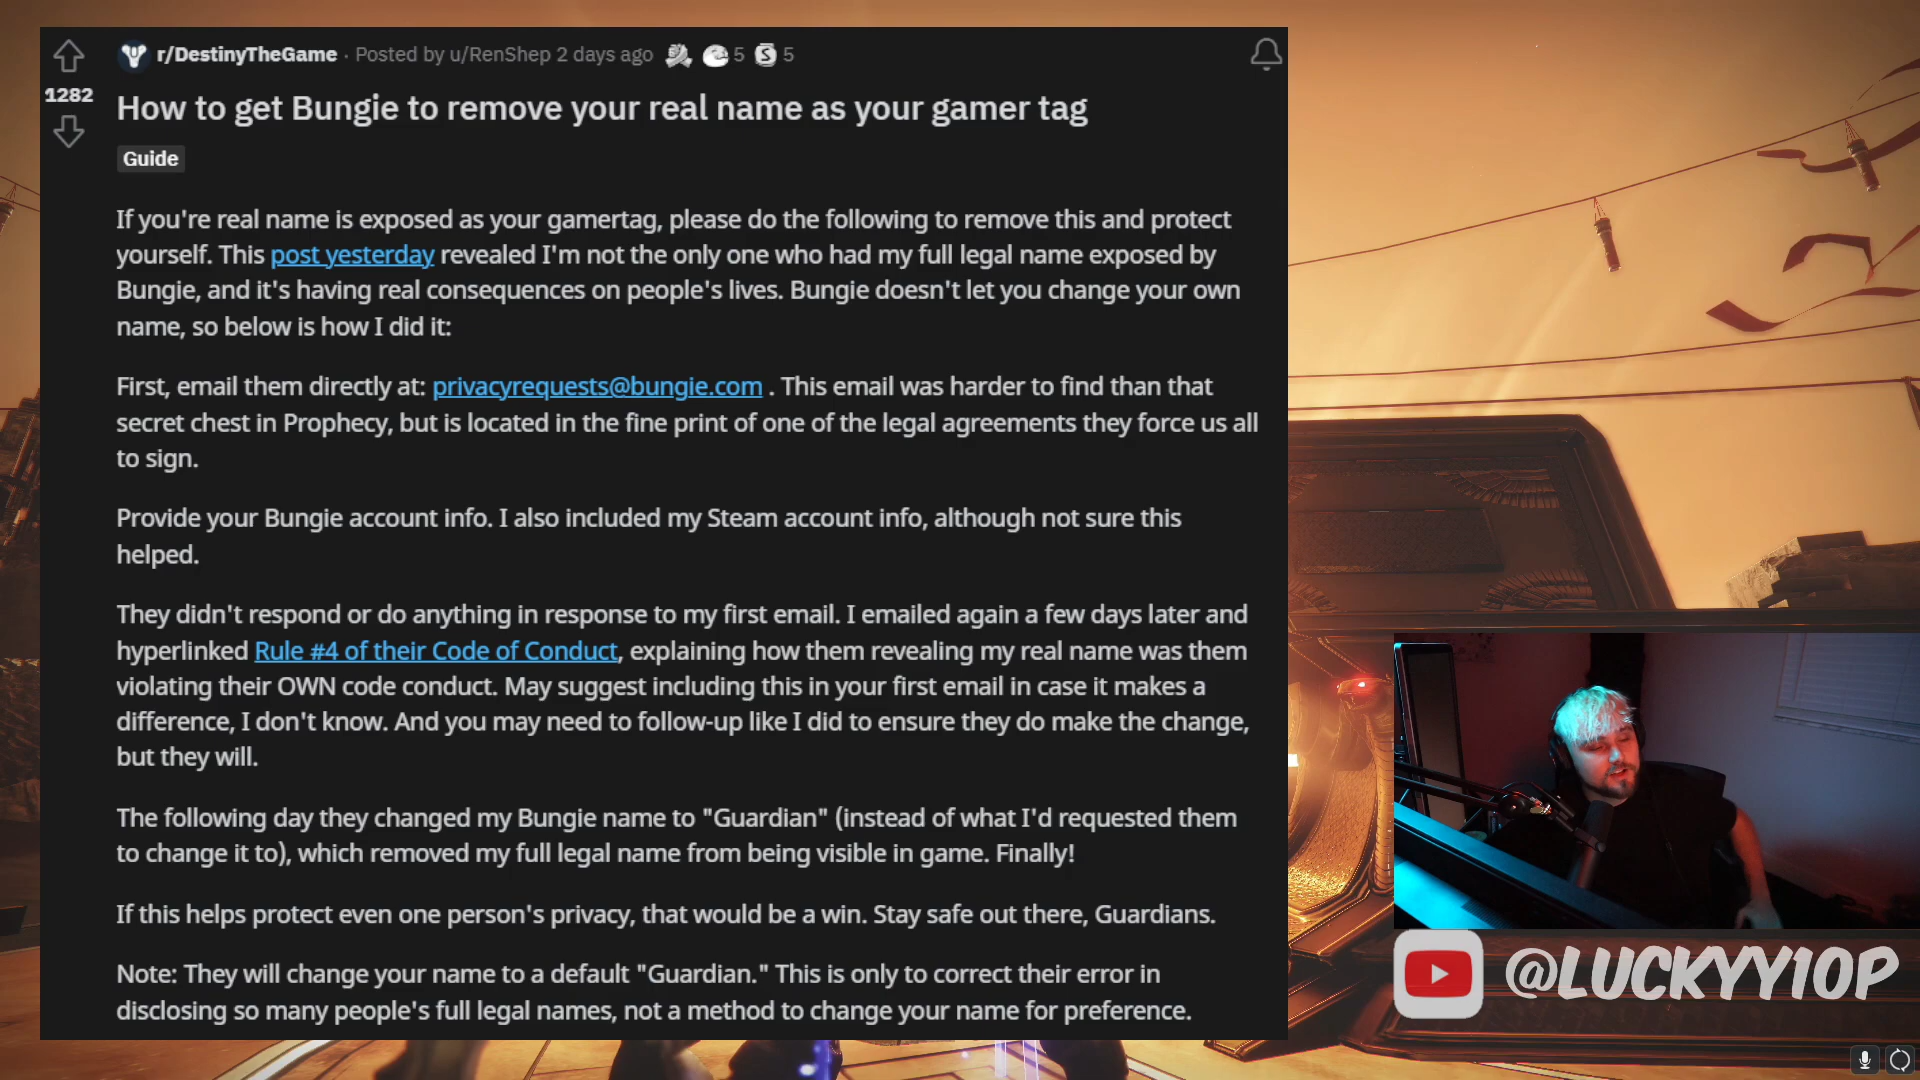 r/DestinyTheGame · Posted by u/RenShep 2 days ago 5 5
1282
How to get Bungie to remove your real name as your gamer tag
Guide
If you're real name is exposed as your gamertag, please do the following to remove this and protect
yourself. This post yesterday revealed I'm not the only one who had my full legal name exposed by
Bungie, and it's having real consequences on people's lives. Bungie doesn't let you change your own
name, so below is how I did it:
First, email them directly at: privacyrequests@bungie.com . This email was harder to find than that
secret chest in Prophecy, but is located in the fine print of one of the legal agreements they force us all
to sign.
Provide your Bungie account info. I also included my Steam account info, although not sure this
helped.
They didn't respond or do anything in response to my first email. I emailed again a few days later and
hyperlinked Rule #4 of their Code of Conduct, explaining how them revealing my real name was them
violating their OWN code conduct. May suggest including this in your first email in case it makes a
difference, I don't know. And you may need to follow-up like I did to ensure they do make the change,
but they will.
The following day they changed my Bungie name to "Guardian" (instead of what I'd requested them
to change it to), which removed my full legal name from being visible in game. Finally!
If this helps protect even one person's privacy, that would be a win. Stay safe out there, Guardians.
Note: They will change your name to a default "Guardian." This is only to correct their error in
disclosing so many people's full legal names, not a method to change your name for preference.
@LUCKYY10P